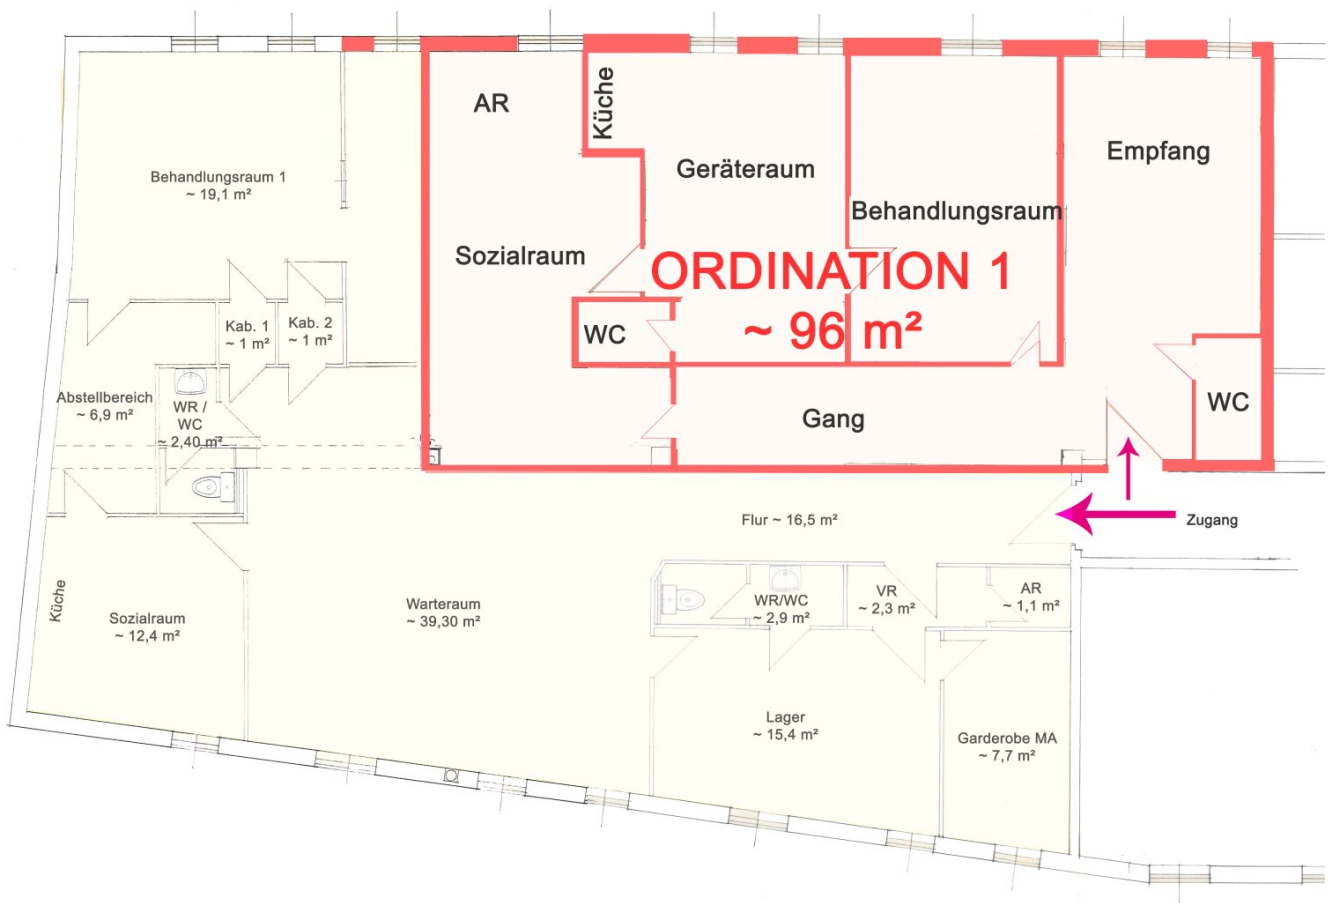 AR
Küche
Geräteraum
Empfang
Behandlungsraum
Sozialraum
ORDINATION 1
~ 96 m²
WC
Gang
WC
Behandlungsraum 1
~ 19,1 m²
Kab. 1
~ 1 m²
Kab. 2
~ 1 m²
Abstellbereich
~ 6,9 m²
WR /
WC
~ 2,40 m²
Flur ~ 16,5 m²
Zugang
Küche
Sozialraum
~ 12,4 m²
Warteraum
~ 39,30 m²
WR/WC
~ 2,9 m²
VR
~ 2,3 m²
AR
~ 1,1 m²
Lager
~ 15,4 m²
Garderobe MA
~ 7,7 m²